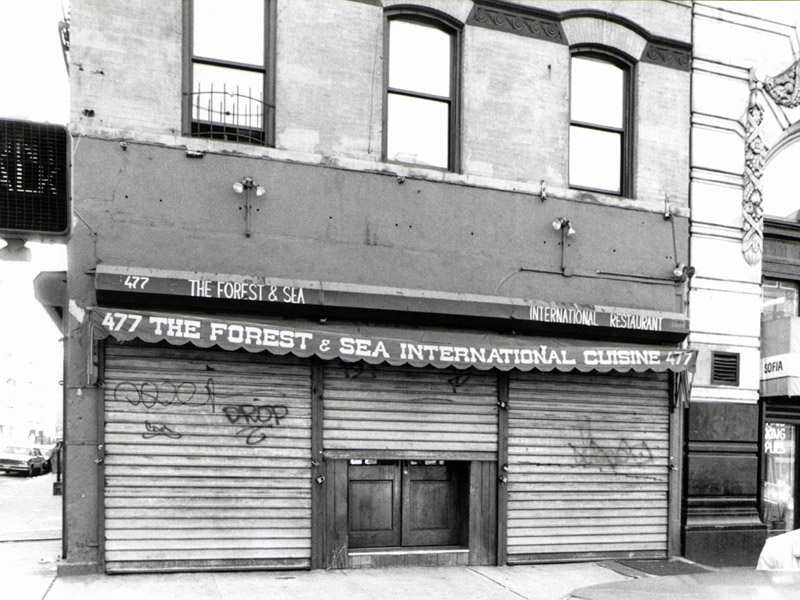 477 THE FOREST & SEA INTERNATIONAL RESTAURANT
477 THE FOREST & SEA INTERNATIONAL CUISINE 477
DROP
SOFIA